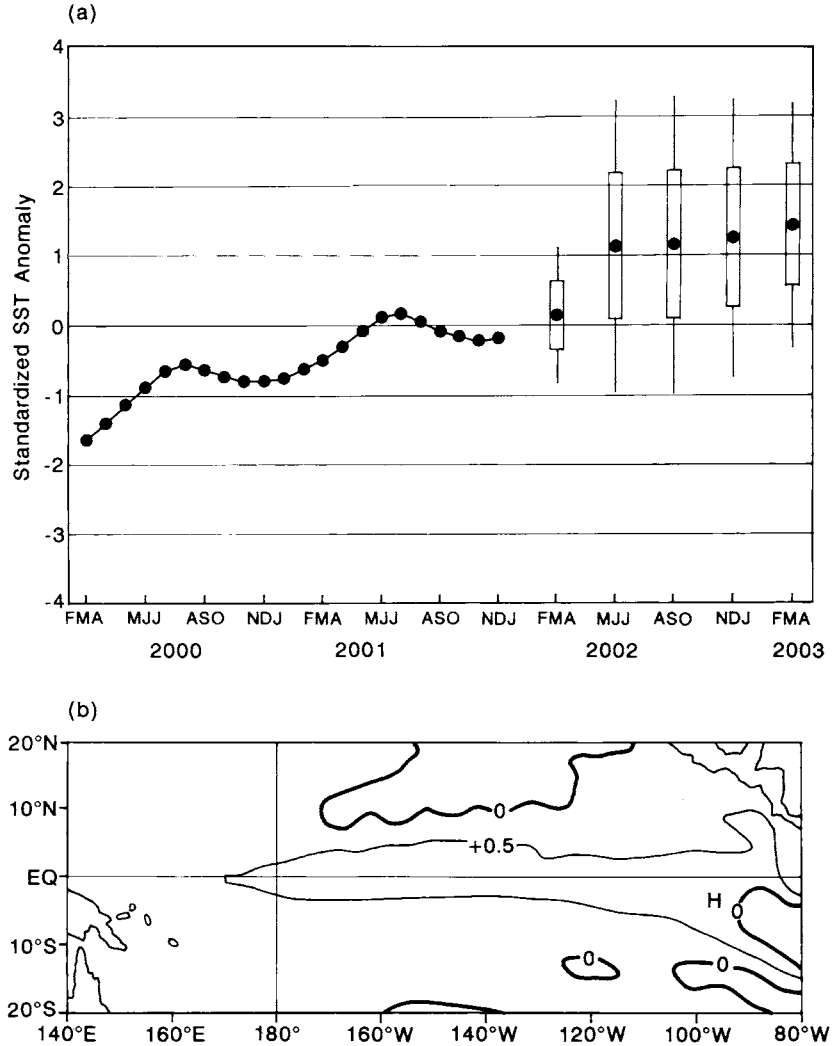 (a)
Standardized SST Anomaly
4
3
2
1
0
-1
-2
-3
-4
FMA MJJ ASO NDJ FMA MJJ ASO NDJ FMA MJJ ASO NDJ FMA
2000 2001 2002 2003
(b)
20°N
10°N
EQ
10°S
20°S
0
+0.5
H
0
0
0
140°E 160°E 180° 160°W 140°W 120°W 100°W 80°W